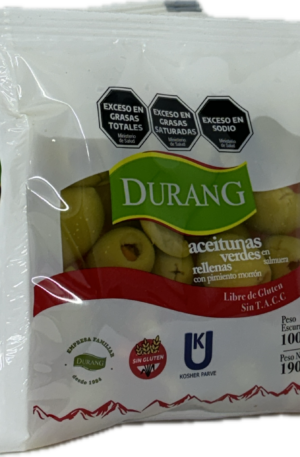 EXCESO EN
GRASAS
TOTALES
Ministerio
de Salud
EXCESO EN
GRASAS
SATURADAS
Ministerio
de Salud
EXCESO EN
SODIO
Ministerio
de Salud
DURANG
aceitunas
verdes en
rellenas salmuera
con pimiento morrón
Libre de Gluten
Sin T.A.C.C
Peso
Escur
100
Peso N
190
EMPRESA FAMILIAR
DURANG
desde 1964
SIN GLUTEN
K
U
KOSHER PARVE